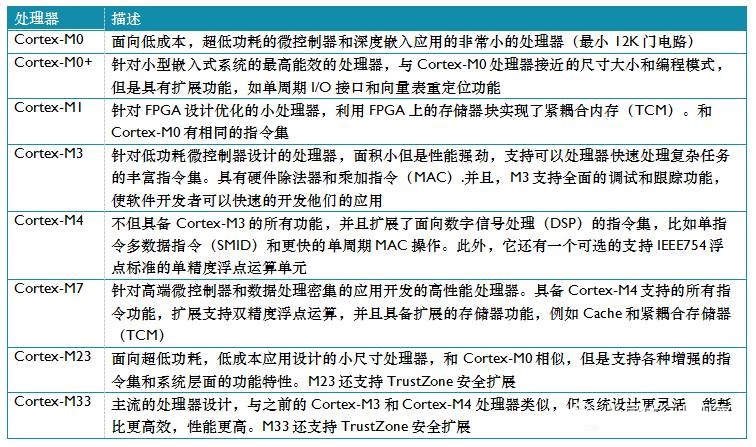 处理器 描述
Cortex-M0 面向低成本，超低功耗的微控制器和深度嵌入应用的非常小的处理器（最小 12K 门电路）
Cortex-M0+ 针对小型嵌入式系统的最高能效的处理器，与 Cortex-M0 处理器接近的尺寸大小和编程模式，
但是具有扩展功能，如单周期 I/O 接口和向量表重定位功能
Cortex-M1 针对 FPGA 设计优化的小处理器，利用 FPGA 上的存储器块实现了紧耦合内存（TCM）。和
Cortex-M0 有相同的指令集
Cortex-M3 针对低功耗微控制器设计的处理器，面积小但是性能强劲，支持可以处理器快速处理复杂任务
的丰富指令集。具有硬件除法器和乘加指令（MAC）.并且，M3 支持全面的调试和跟踪功能，
使软件开发者可以快速的开发他们的应用
Cortex-M4 不但具备 Cortex-M3 的所有功能，并且扩展了面向数字信号处理（DSP）的指令集，比如单指
令多数据指令（SMID）和更快的单周期 MAC 操作。此外，它还有一个可选的支持 IEEE754 浮
点标准的单精度浮点运算单元
Cortex-M7 针对高端微控制器和数据处理密集的应用开发的高性能处理器。具备 Cortex-M4 支持的所有指
令功能，扩展支持双精度浮点运算，并且具备扩展的存储器功能，例如 Cache 和紧耦合存储器
（TCM）
Cortex-M23 面向超低功耗，低成本应用设计的小尺寸处理器，和 Cortex-M0 相似，但是支持各种增强的指
令集和系统层面的功能特性。M23 还支持 TrustZone 安全扩展
Cortex-M33 主流的处理器设计，与之前的 Cortex-M3 和 Cortex-M4 处理器类似，但系统设计更灵活，能耗
比更高效，性能更高。M33 还支持 TrustZone 安全扩展